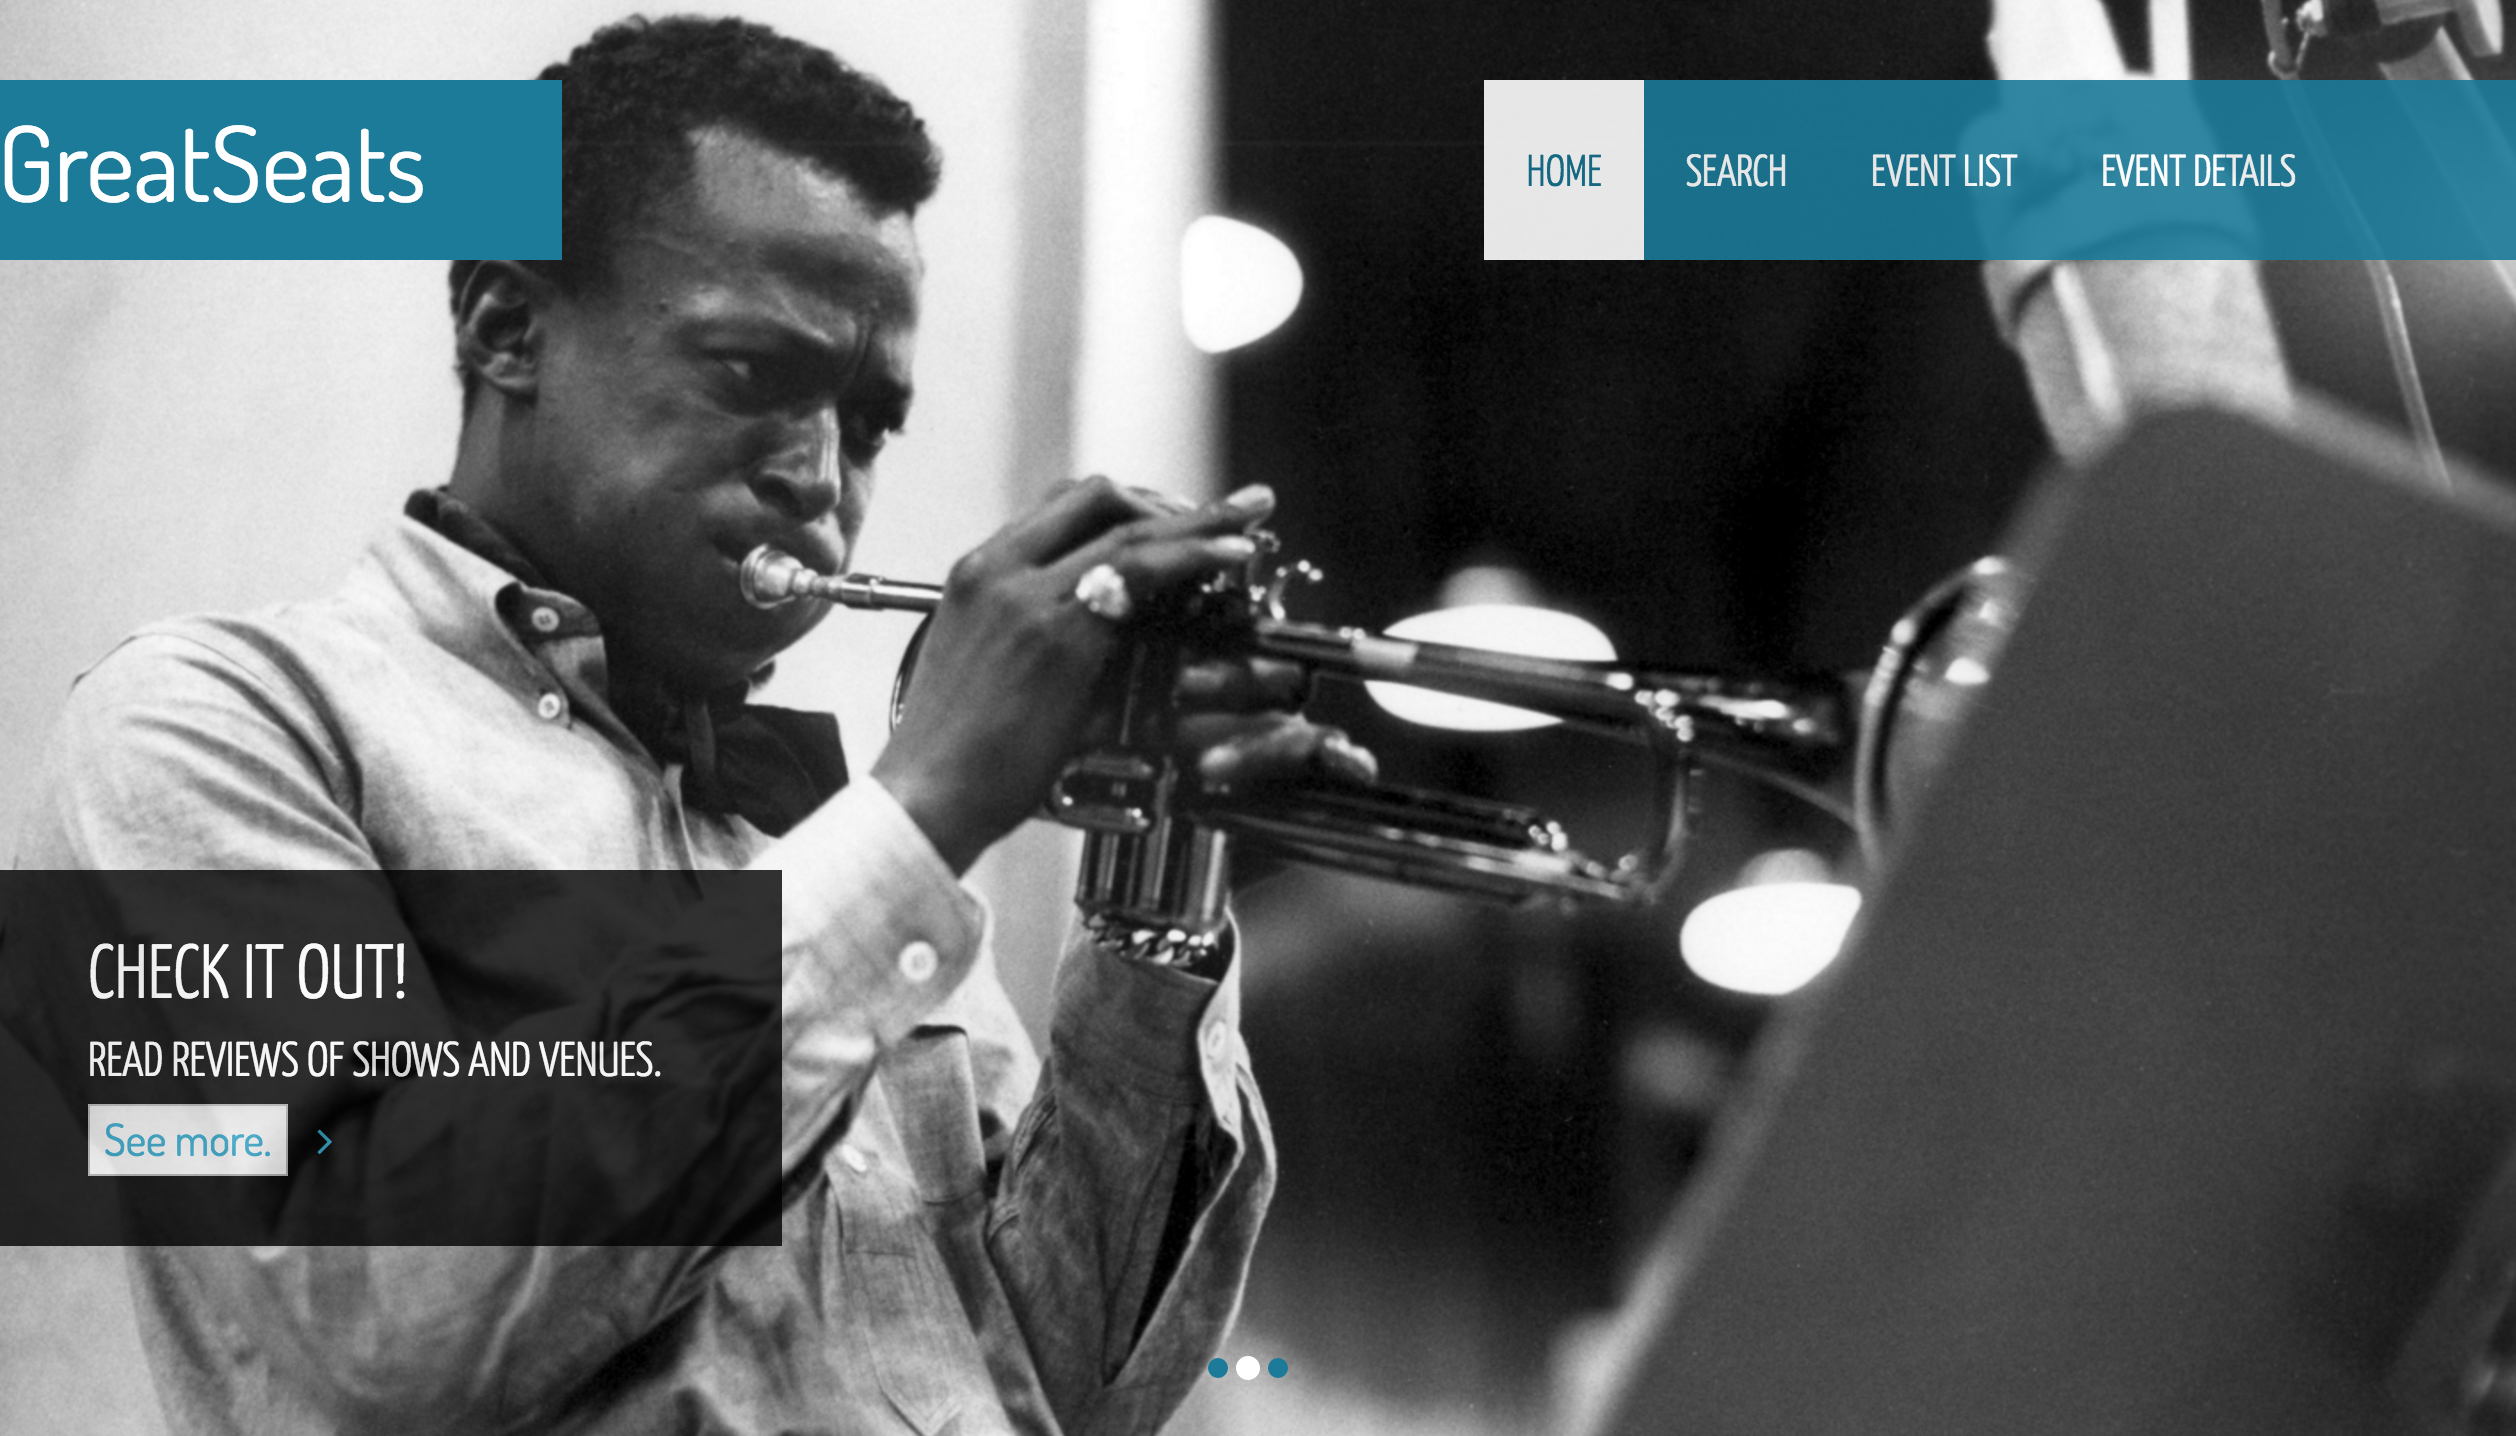 GreatSeats
HOME SEARCH EVENT LIST EVENT DETAILS
CHECK IT OUT!
READ REVIEWS OF SHOWS AND VENUES.
See more.